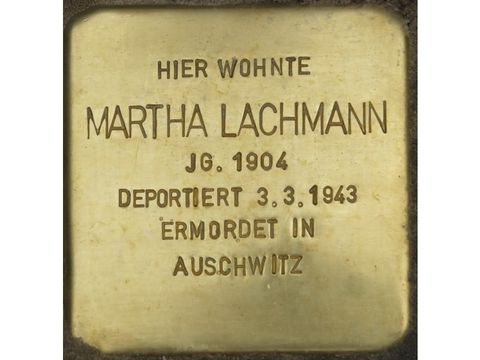 HIER WOHNTE
MARTHA LACHMANN
JG. 1904
DEPORTIERT 3.3.1943
ERMORDET IN
AUSCHWITZ